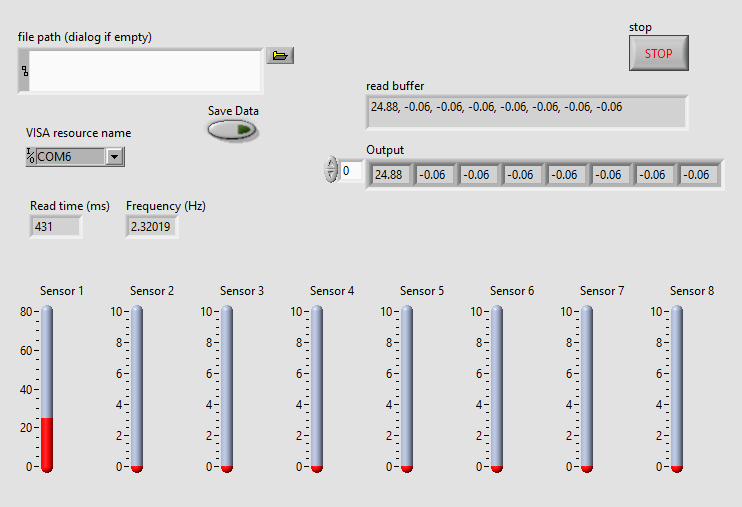 file path (dialog if empty)
stop
STOP
read buffer
24.88, -0.06, -0.06, -0.06, -0.06, -0.06, -0.06, -0.06
Save Data
VISA resource name
I/O COM6
Output
0 24.88 -0.06 -0.06 -0.06 -0.06 -0.06 -0.06 -0.06
Read time (ms) Frequency (Hz)
431 2.32019
Sensor 1 Sensor 2 Sensor 3 Sensor 4 Sensor 5 Sensor 6 Sensor 7 Sensor 8
80 10 10 10 10 10 10 10
8 8 8 8 8 8 8
60
6 6 6 6 6 6 6
40
4 4 4 4 4 4 4
20
2 2 2 2 2 2 2
0 0 0 0 0 0 0 0